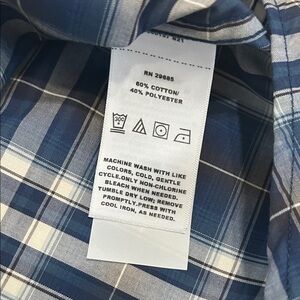 RN 29685
60% COTTON/
40% POLYESTER
MACHINE WASH WITH LIKE
COLORS, COLD, GENTLE
CYCLE.ONLY NON-CHLORINE
BLEACH WHEN NEEDED.
TUMBLE DRY LOW; REMOVE
PROMPTLY.PRESS WITH
COOL IRON, AS NEEDED.